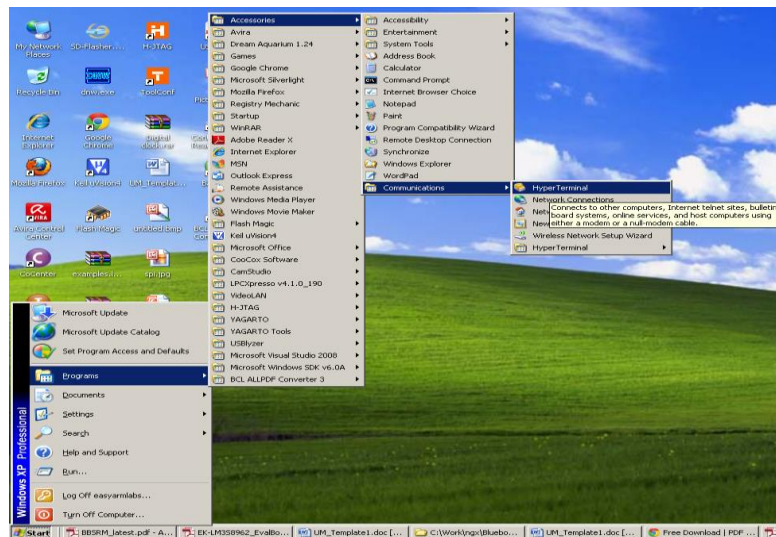 My Network Places
SD-Flasher....
H-JTAG
Recycle Bin
dnw.exe
ToolConf
Internet Explorer
Google Chrome
Mozilla Firefox
Keil uVision4
UM_Templat...
Avira Control Center
Flash Magic
untitled.bmp
CoCenter
examples.r...
spi.jpg
Accessories
Avira
Dream Aquarium 1.24
Games
Google Chrome
Microsoft Silverlight
Mozilla Firefox
Registry Mechanic
Startup
WinRAR
Adobe Reader X
Internet Explorer
MSN
Outlook Express
Remote Assistance
Windows Media Player
Windows Movie Maker
Flash Magic
Keil uVision4
Microsoft Office
CooCox Software
CamStudio
LPCXpresso v4.1.0_190
VideoLAN
H-JTAG
YAGARTO
YAGARTO Tools
USBlyzer
Microsoft Visual Studio 2008
Microsoft Windows SDK v6.0A
BCL ALLPDF Converter 3
Accessibility
Entertainment
System Tools
Address Book
Calculator
Command Prompt
Internet Browser Choice
Notepad
Paint
Program Compatibility Wizard
Remote Desktop Connection
Synchronize
Windows Explorer
WordPad
Communications
HyperTerminal
Network Connections
Connects to other computers, Internet telnet sites, bulletin
board systems, online services, and host computers using
either a modem or a null-modem cable.
Wireless Network Setup Wizard
HyperTerminal
Microsoft Update
Microsoft Update Catalog
Set Program Access and Defaults
Programs
Documents
Settings
Search
Help and Support
Run...
Log Off easyarmlabs...
Turn Off Computer...
Windows XP Professional
Start
BBSRM_latest.pdf - A...
EK-LM3S8962_EvalBo...
UM_Template1.doc [...
C:\Work\ngx\Bluebo...
UM_Template1.doc [...
Free Download | PDF ...